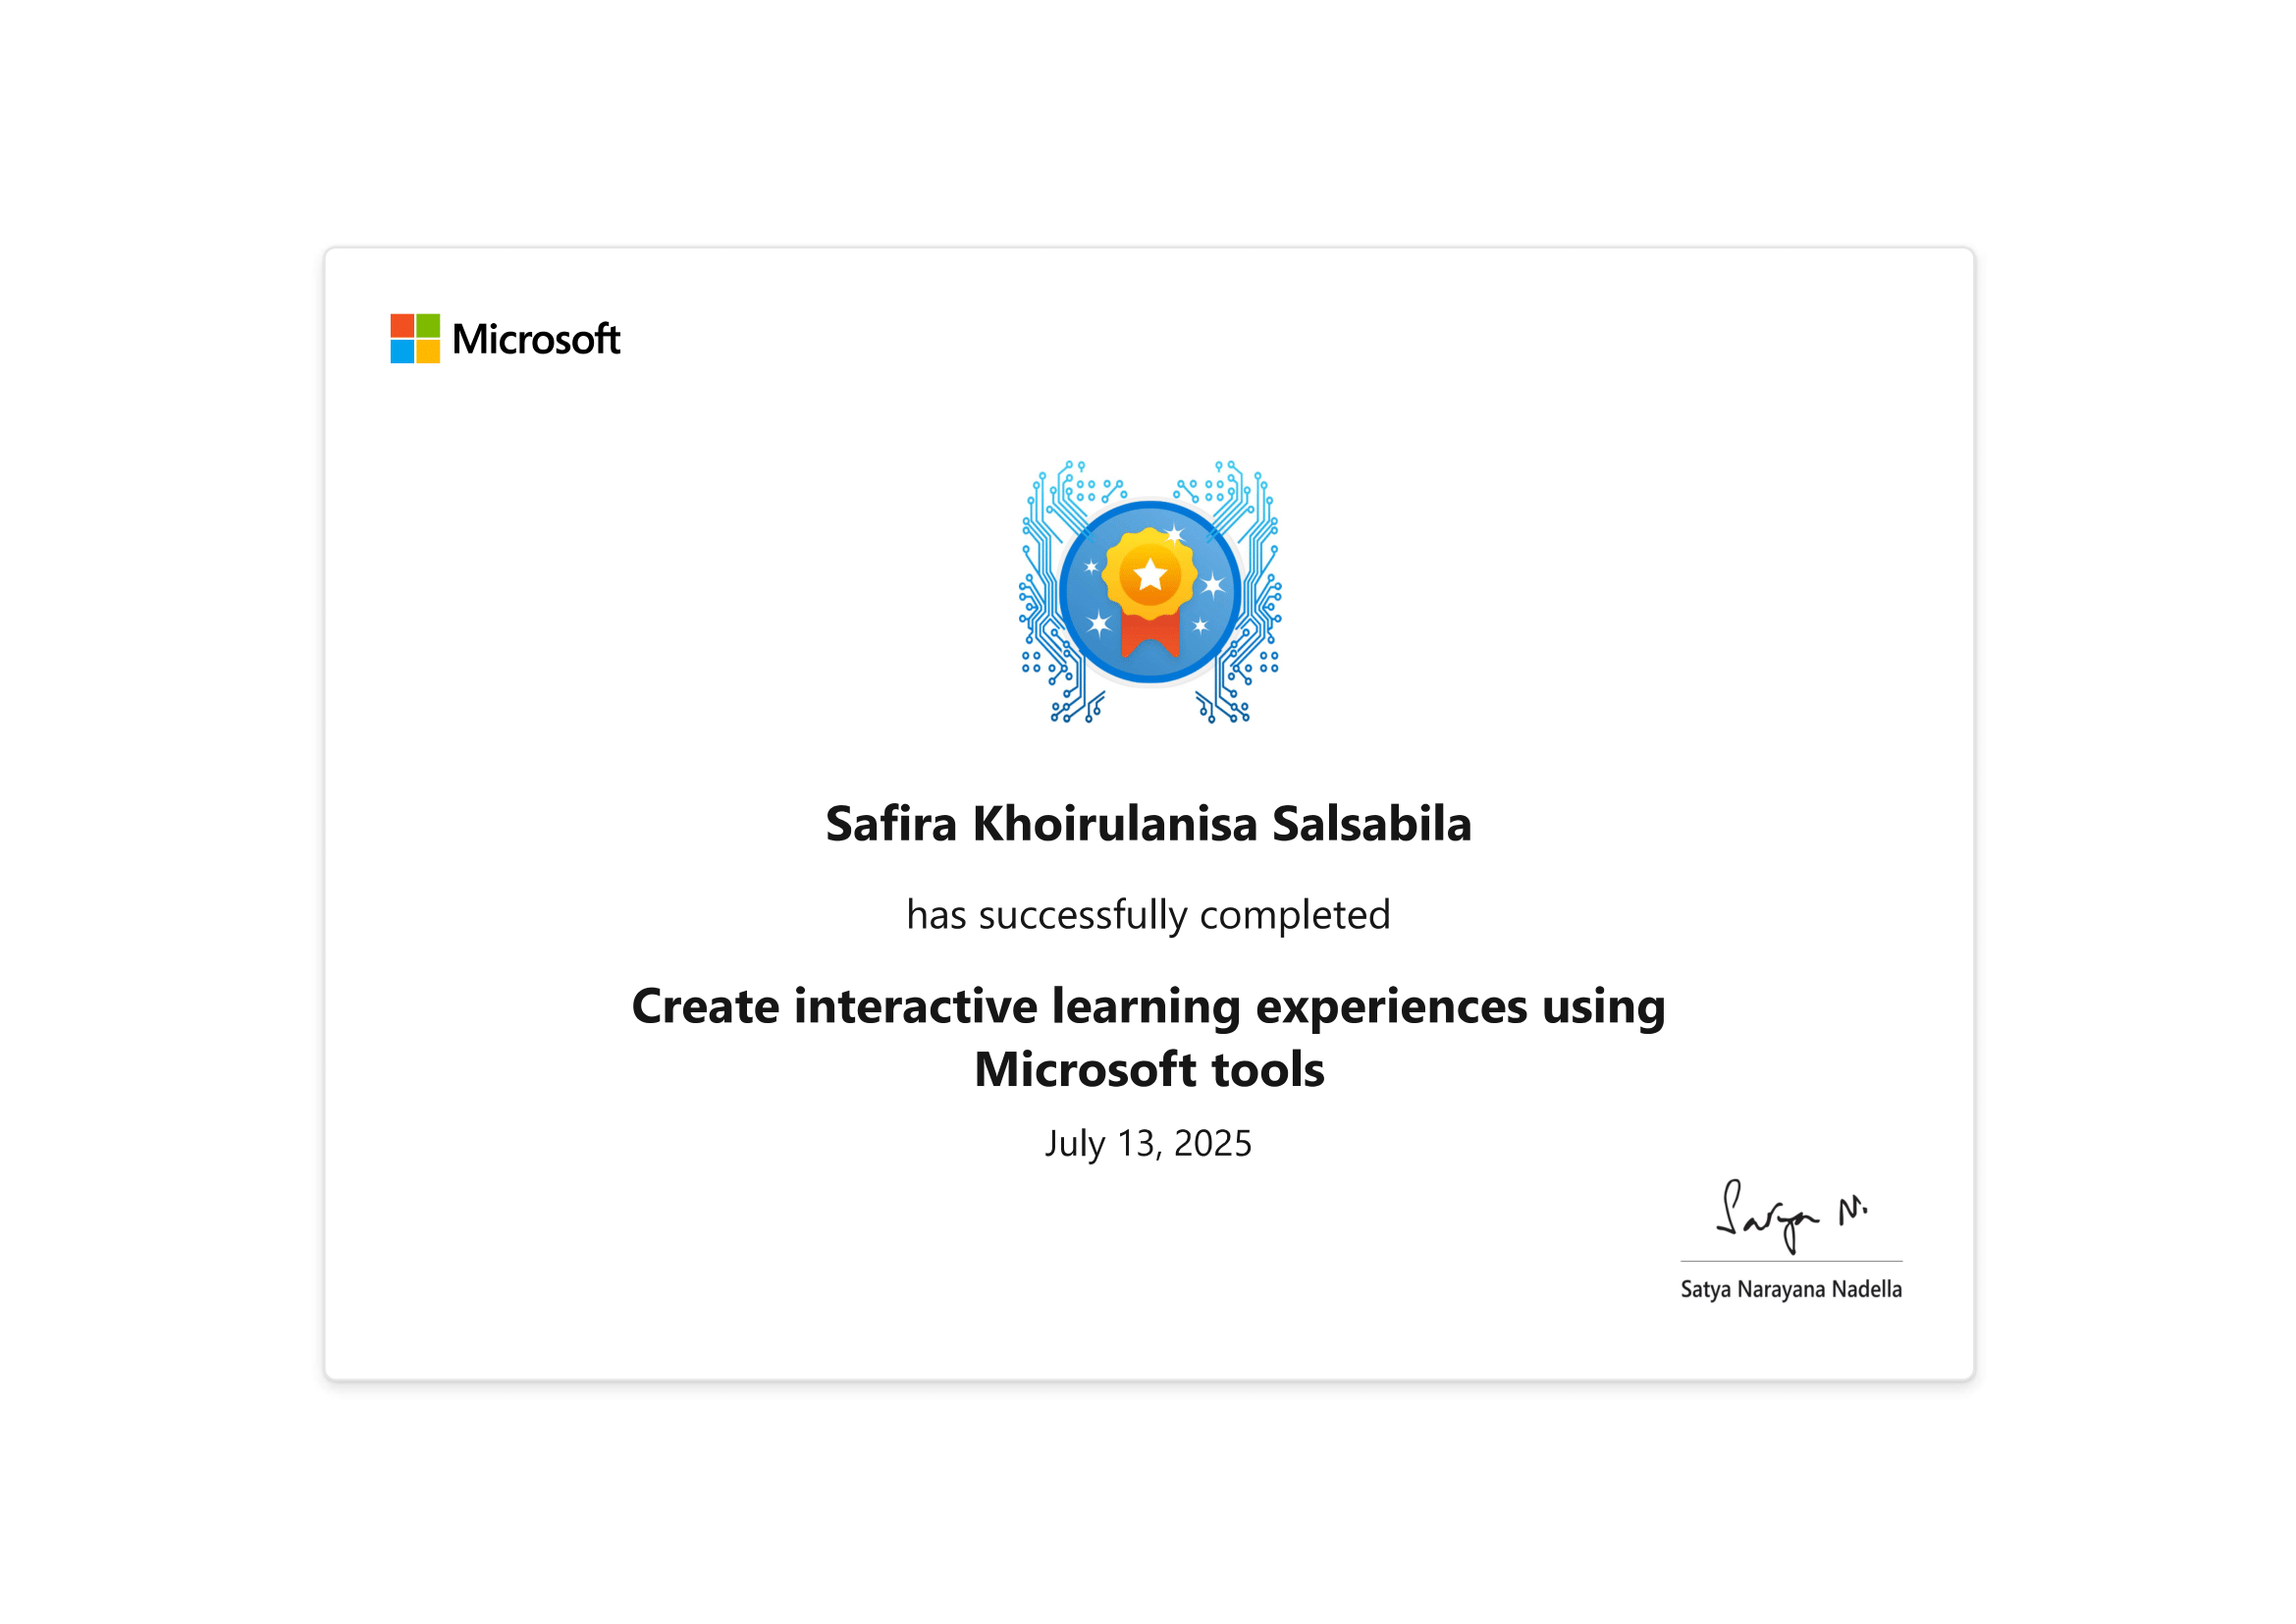 Microsoft
Safira Khoirulanisa Salsabila
has successfully completed
Create interactive learning experiences using
Microsoft tools
July 13, 2025
Satya N.
Satya Narayana Nadella